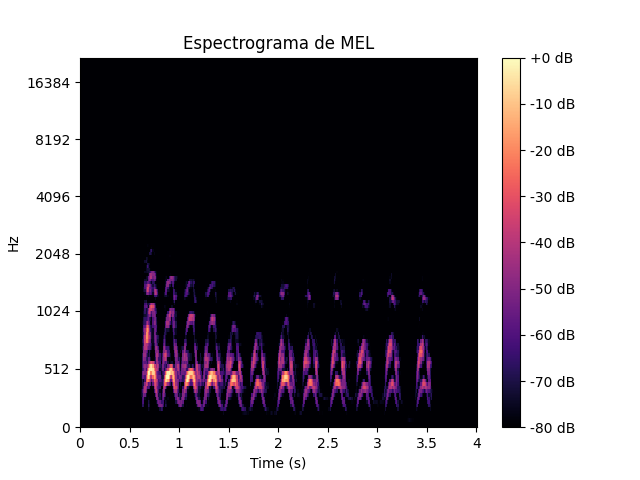 Espectrograma de MEL
Hz
16384
8192
4096
2048
1024
512
0
0 0.5 1 1.5 2 2.5 3 3.5 4
Time (s)
+0 dB
-10 dB
-20 dB
-30 dB
-40 dB
-50 dB
-60 dB
-70 dB
-80 dB